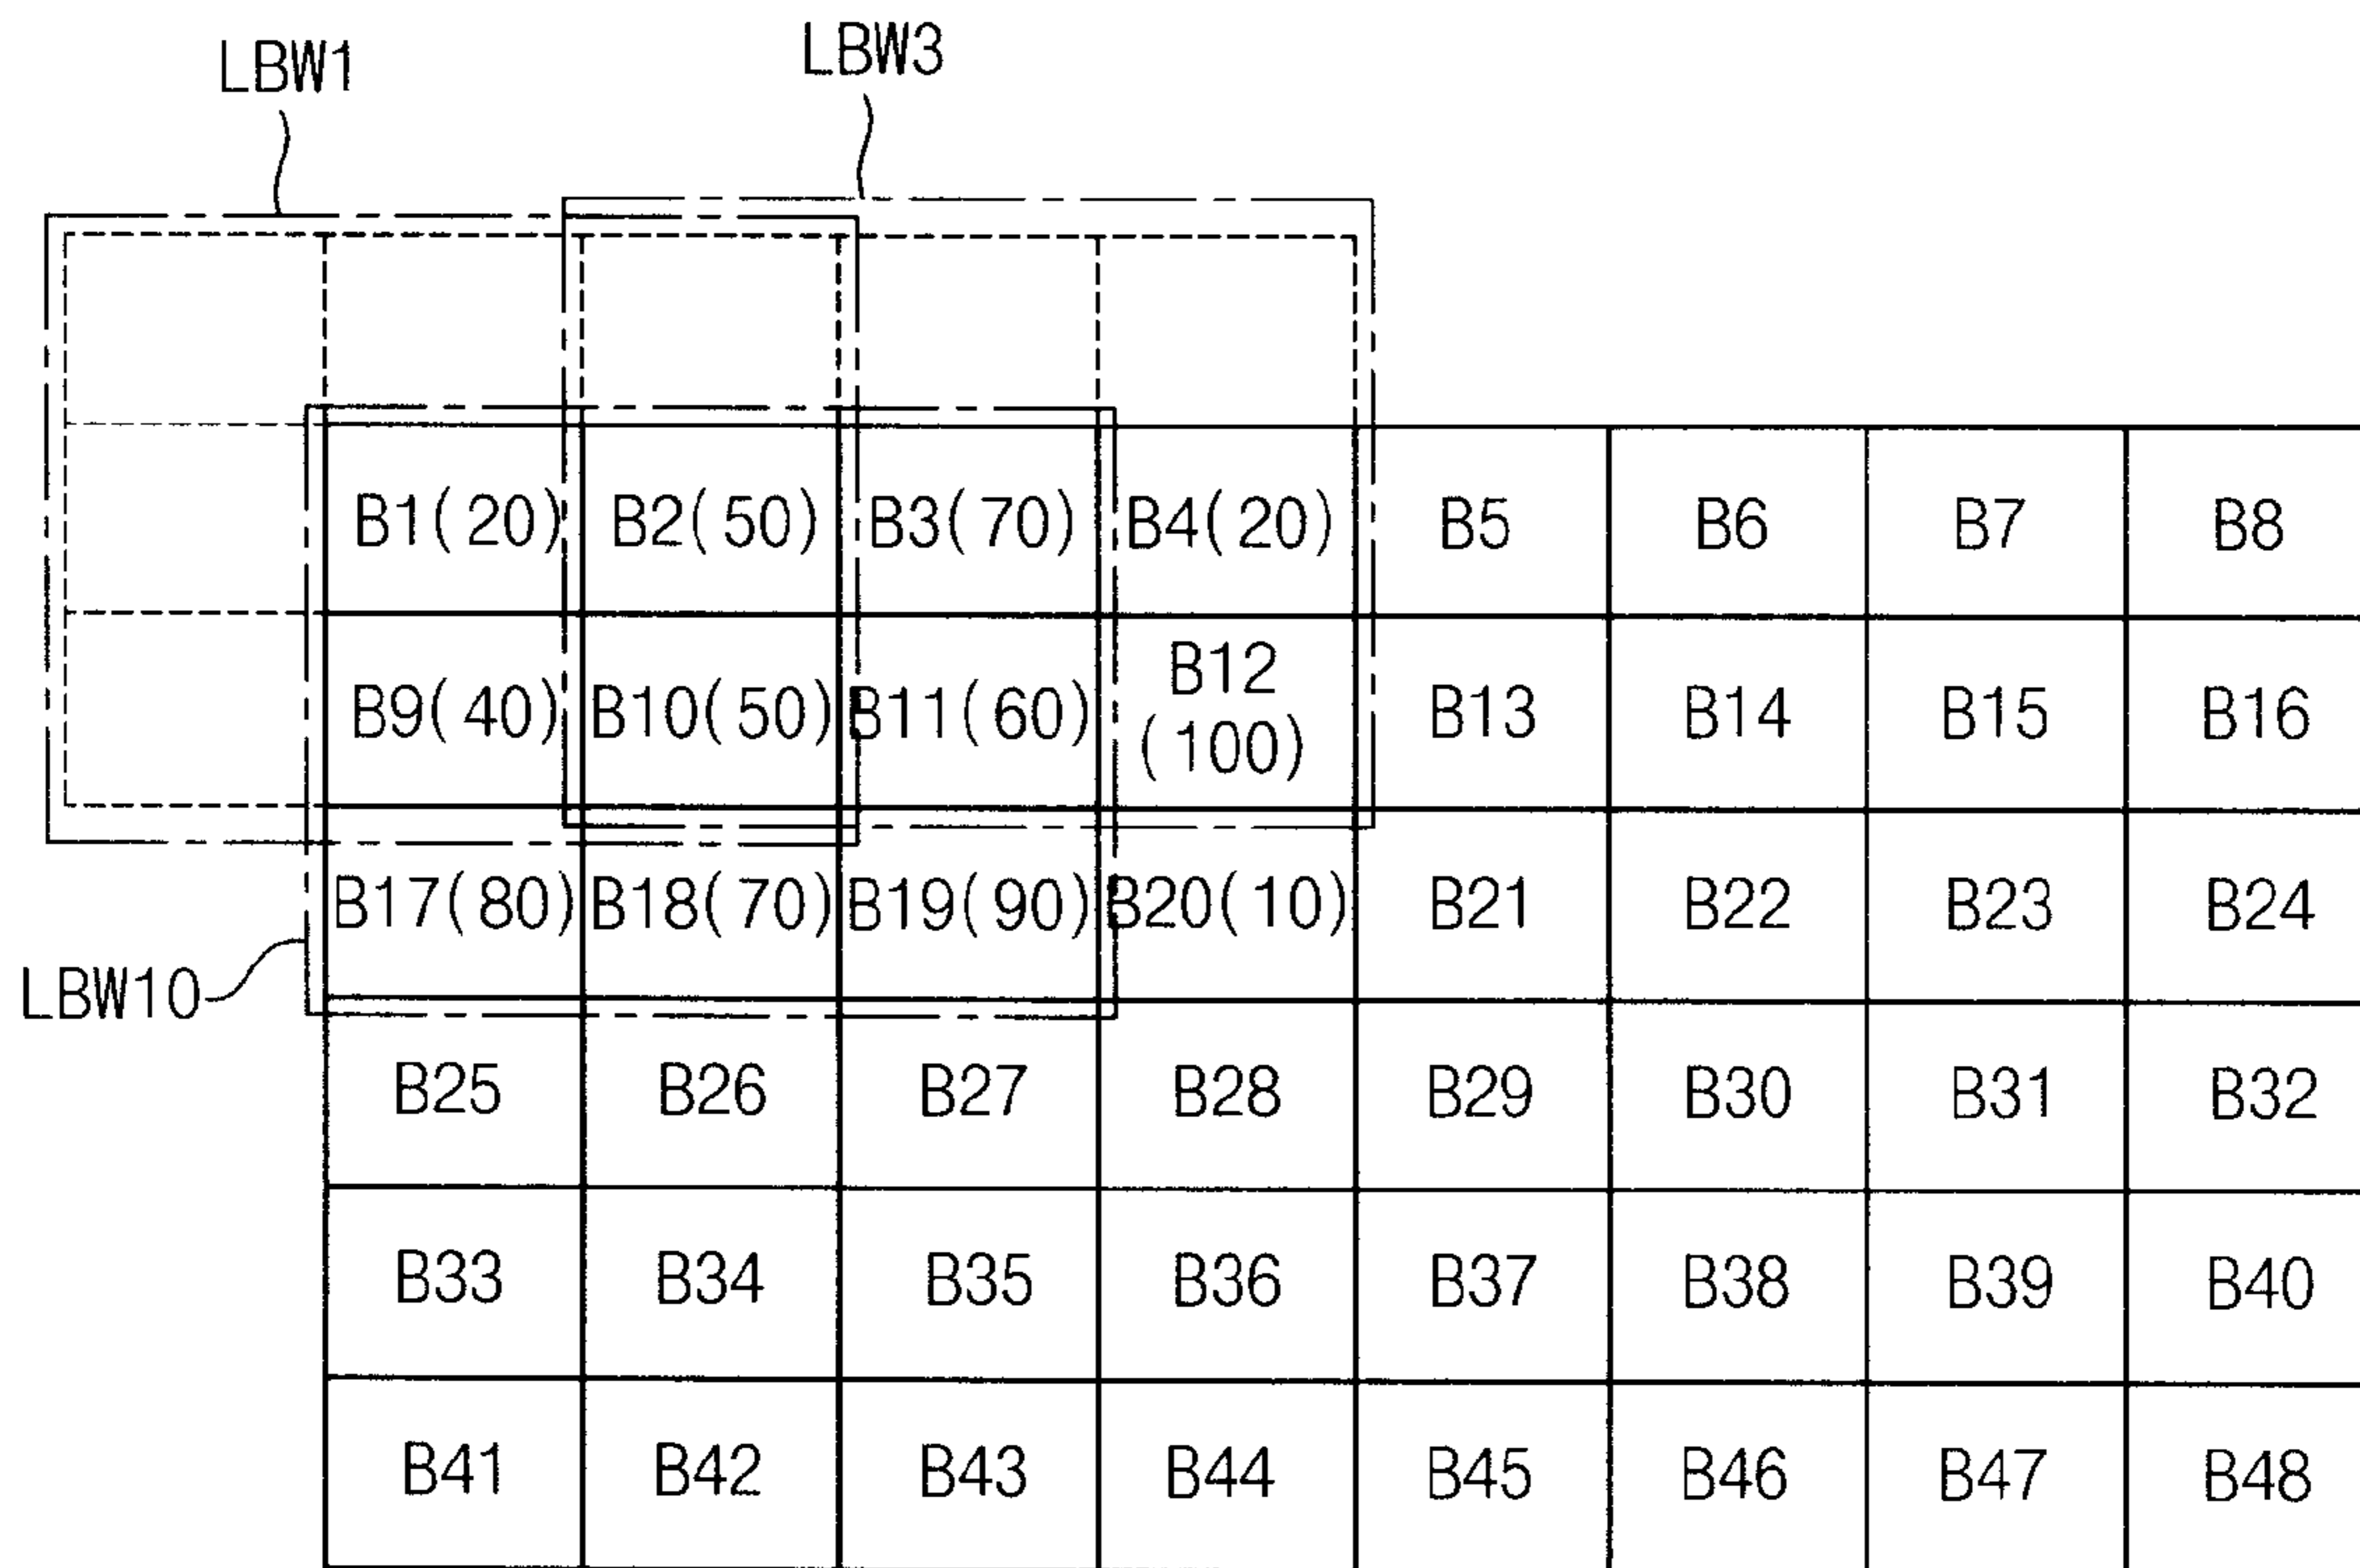 LBW1 LBW3
B1(20) B2(50) B3(70) B4(20) B5 B6 B7 B8
B9(40) B10(50) B11(60) B12 (100) B13 B14 B15 B16
B17(80) B18(70) B19(90) B20(10) B21 B22 B23 B24
LBW10
B25 B26 B27 B28 B29 B30 B31 B32
B33 B34 B35 B36 B37 B38 B39 B40
B41 B42 B43 B44 B45 B46 B47 B48